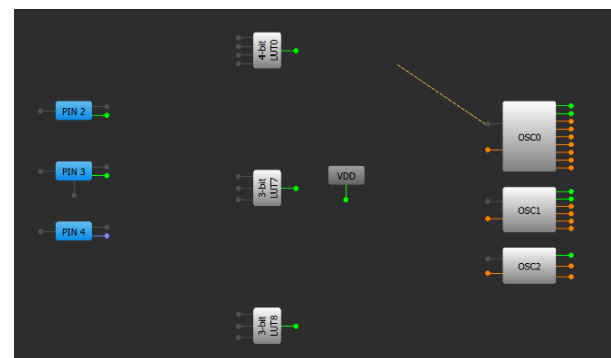 4-bit
LUT0
PIN 2
OSC0
PIN 3
3-bit
LUT7
VDD
OSC1
PIN 4
OSC2
3-bit
LUT8